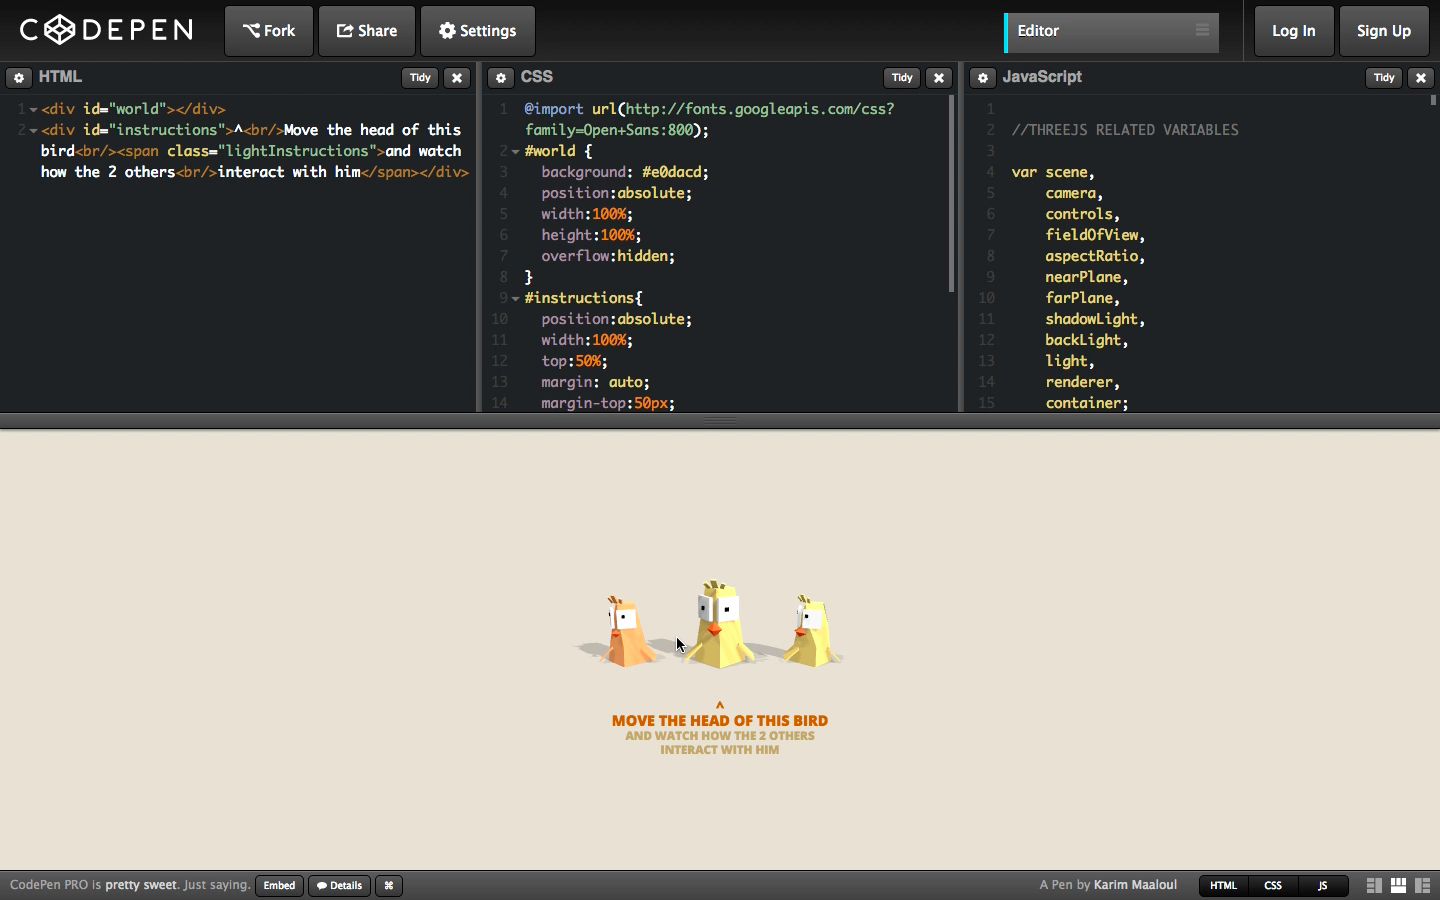 CODEPEN
Fork
Share
Settings
Editor
Log In
Sign Up
HTML
Tidy
1 <div id="world"></div>
2 <div id="instructions">^<br/>Move the head of this
bird<br/><span class="lightInstructions">and watch
how the 2 others<br/>interact with him</span></div>
CSS
Tidy
1 @import url(http://fonts.googleapis.com/css?
family=Open+Sans:800);
2 #world {
3 background: #e0dacd;
4 position:absolute;
5 width:100%;
6 height:100%;
7 overflow:hidden;
8 }
9 #instructions{
10 position:absolute;
11 width:100%;
12 top:50%;
13 margin: auto;
14 margin-top:50px;
JavaScript
Tidy
1
2 //THREEJS RELATED VARIABLES
3
4 var scene,
5 camera,
6 controls,
7 fieldOfView,
8 aspectRatio,
9 nearPlane,
10 farPlane,
11 shadowLight,
12 backLight,
13 light,
14 renderer,
15 container;
^
MOVE THE HEAD OF THIS BIRD
AND WATCH HOW THE 2 OTHERS
INTERACT WITH HIM
CodePen PRO is pretty sweet. Just saying.
Embed
Details
⌘
A Pen by Karim Maaloul
HTML
CSS
JS